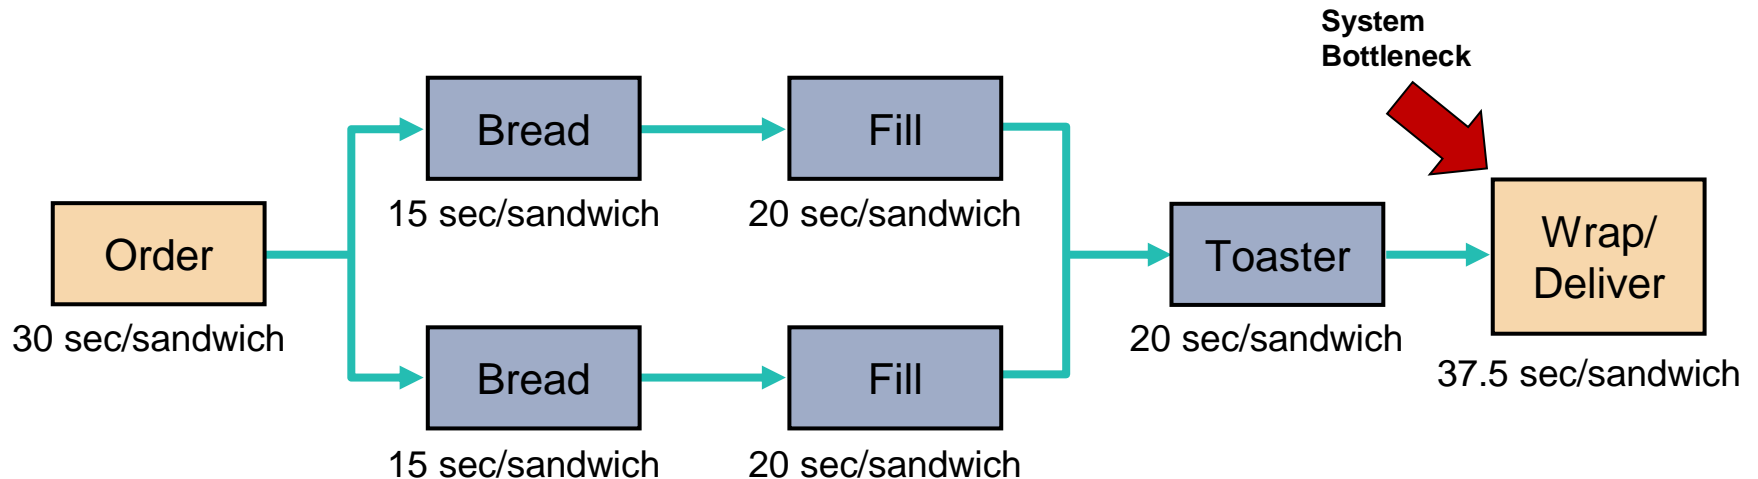 System
Bottleneck
Bread
Fill
15 sec/sandwich
20 sec/sandwich
Order
30 sec/sandwich
Toaster
20 sec/sandwich
Wrap/
Deliver
37.5 sec/sandwich
Bread
Fill
15 sec/sandwich
20 sec/sandwich